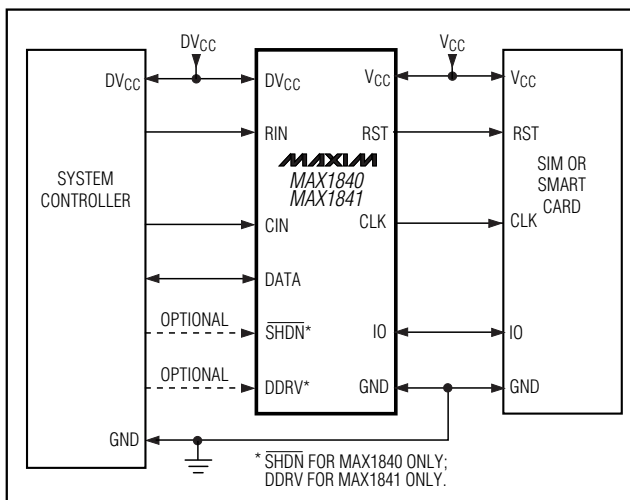 DVCC VCC
DVCC DVCC VCC VCC
RIN RST RST
MAXIM
MAX1840
MAX1841
SYSTEM
CONTROLLER
SIM OR
SMART
CARD
CIN CLK CLK
DATA
OPTIONAL SHDN* IO IO
OPTIONAL DDRV* GND GND
GND
* SHDN FOR MAX1840 ONLY;
DDRV FOR MAX1841 ONLY.